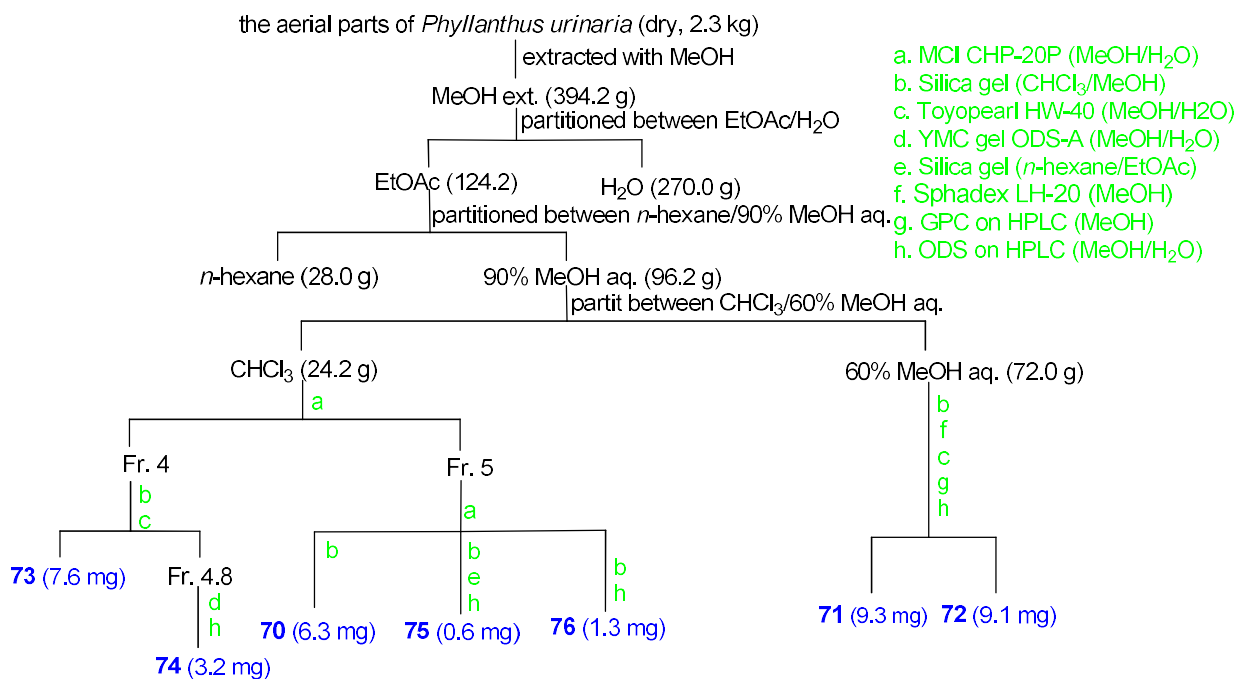 the aerial parts of Phyllanthus urinaria (dry, 2.3 kg)
extracted with MeOH
MeOH ext. (394.2 g)
partitioned between EtOAc/H₂O
EtOAc (124.2)
H₂O (270.0 g)
partitioned between n-hexane/90% MeOH aq.
n-hexane (28.0 g)
90% MeOH aq. (96.2 g)
partit between CHCl₃/60% MeOH aq.
CHCl₃ (24.2 g)
60% MeOH aq. (72.0 g)
a. MCI CHP-20P (MeOH/H₂O)
b. Silica gel (CHCl₃/MeOH)
c. Toyopearl HW-40 (MeOH/H2O)
d. YMC gel ODS-A (MeOH/H₂O)
e. Silica gel (n-hexane/EtOAc)
f. Sphadex LH-20 (MeOH)
g. GPC on HPLC (MeOH)
h. ODS on HPLC (MeOH/H₂O)
a
Fr. 4
Fr. 5
b
c
73 (7.6 mg)
Fr. 4.8
d
h
74 (3.2 mg)
a
b
70 (6.3 mg)
b
e
h
75 (0.6 mg)
b
h
76 (1.3 mg)
b
f
c
g
h
71 (9.3 mg)
72 (9.1 mg)